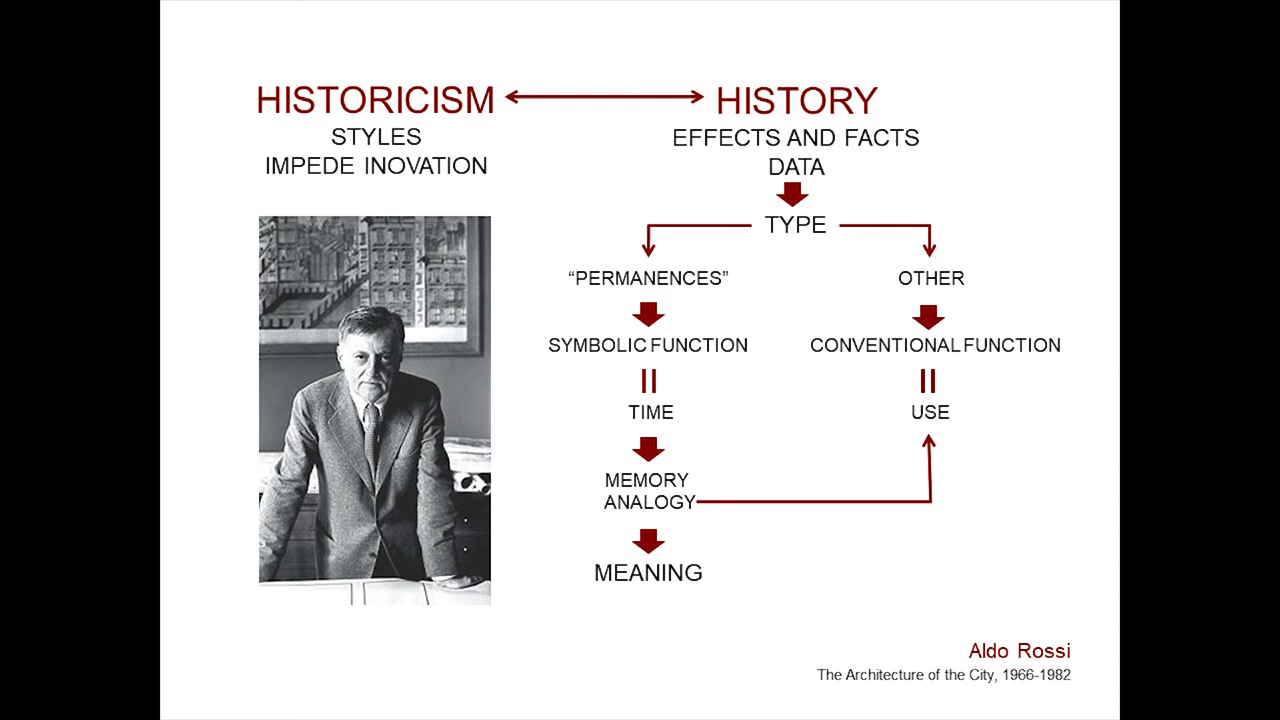 HISTORICISM
STYLES
IMPEDE INOVATION
HISTORY
EFFECTS AND FACTS
DATA
TYPE
“PERMANENCES”
OTHER
SYMBOLIC FUNCTION
CONVENTIONAL FUNCTION
TIME
USE
MEMORY
ANALOGY
MEANING
Aldo Rossi
The Architecture of the City, 1966-1982